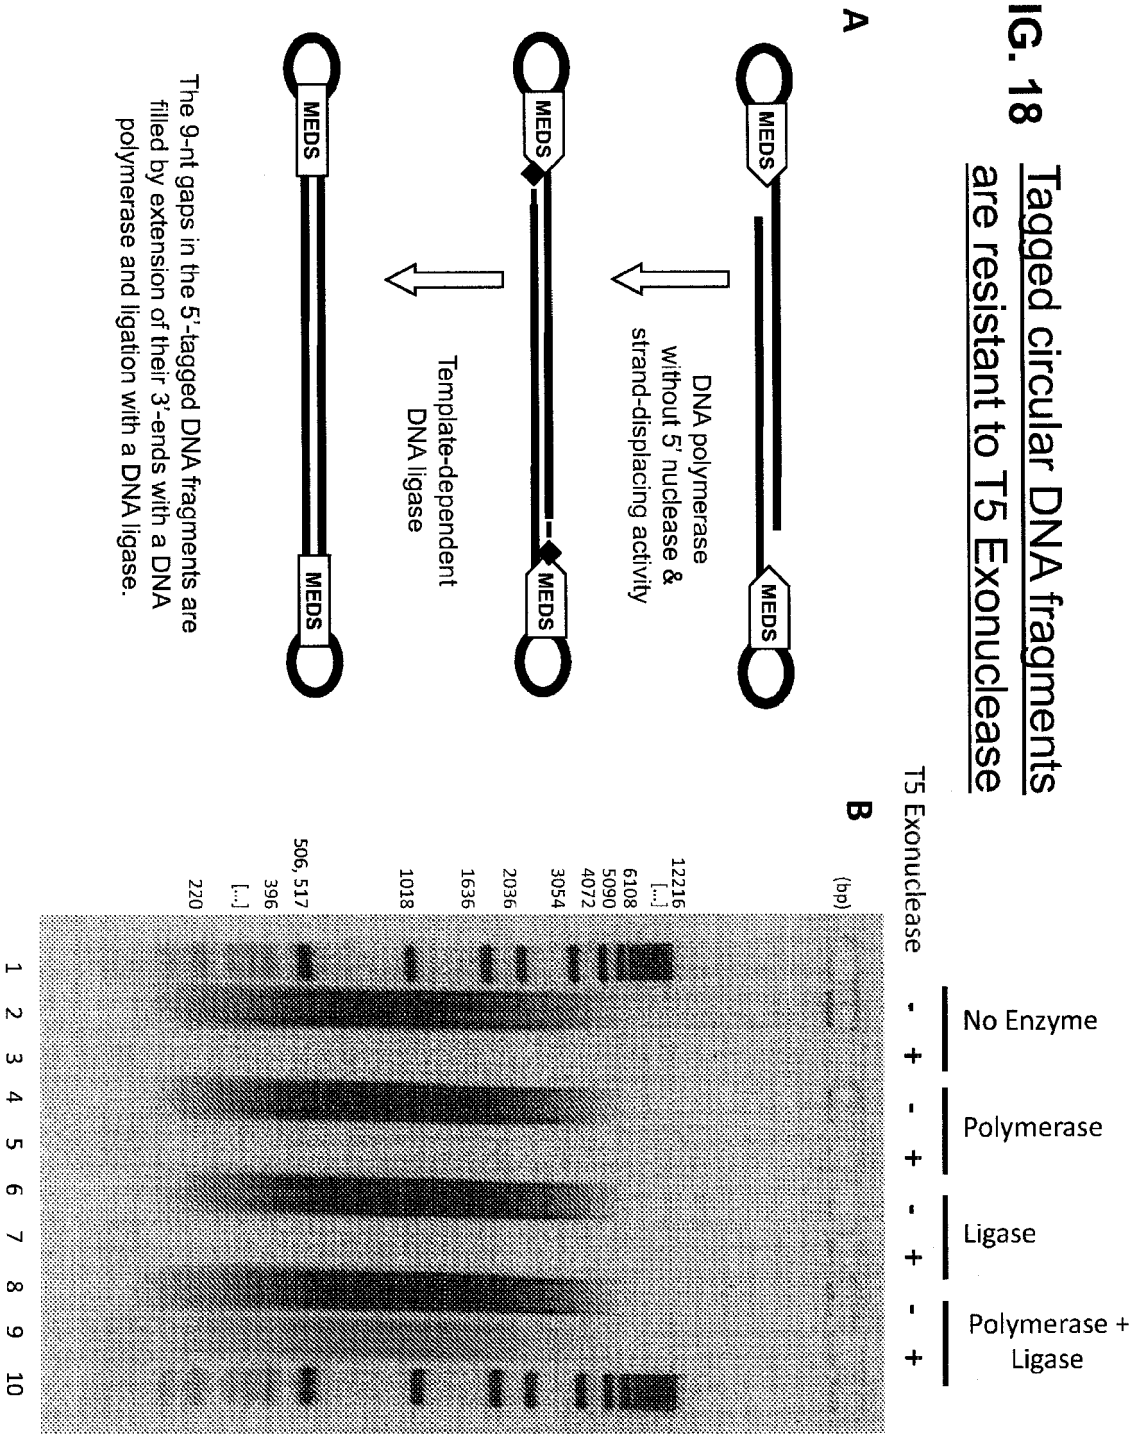 IG. 18
Tagged circular DNA fragments
are resistant to T5 Exonuclease
A
MEDS
MEDS
DNA polymerase
without 5' nuclease &
strand-displacing activity
MEDS
MEDS
Template-dependent
DNA ligase
MEDS
MEDS
The 9-nt gaps in the 5'-tagged DNA fragments are
filled by extension of their 3'-ends with a DNA
polymerase and ligation with a DNA ligase.
B
No Enzyme
Polymerase
Ligase
Polymerase +
Ligase
T5 Exonuclease
- + - + - + - +
(bp)
12216
[...]
6108
5090
4072
3054
2036
1636
1018
506, 517
396
[...]
220
1 2 3 4 5 6 7 8 9 10